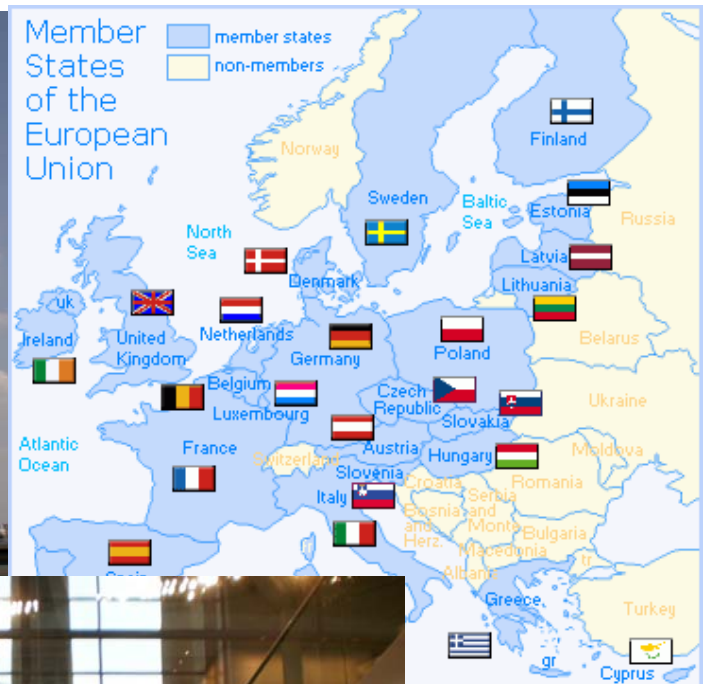 Member
States
of the
European
Union
member states
non-members
Finland
Norway
Sweden
Baltic
Sea
Estonia
Russia
North
Sea
Latvia
Denmark
Lithuania
uk
Ireland
United
Kingdom
Netherlands
Germany
Poland
Belarus
Belgium
Luxembourg
Czech
Republic
Ukraine
Slovakia
Atlantic
Ocean
France
Switzerland
Austria
Hungary
Moldova
Slovenia
Croatia
Romania
Italy
Bosnia
and
Herz.
Serbia
and
Monte
Bulgaria
Macedonia
tr
Greece
Turkey
gr
Cyprus